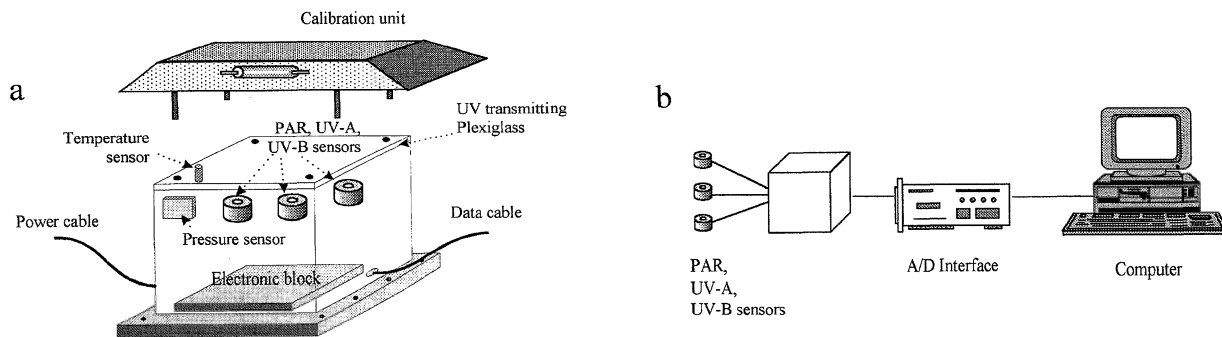 Calibration unit
a
UV transmitting
Plexiglass
PAR, UV-A,
UV-B sensors
Temperature
sensor
Power cable
Pressure sensor
Data cable
Electronic block
b
PAR,
UV-A,
UV-B sensors
A/D Interface
Computer